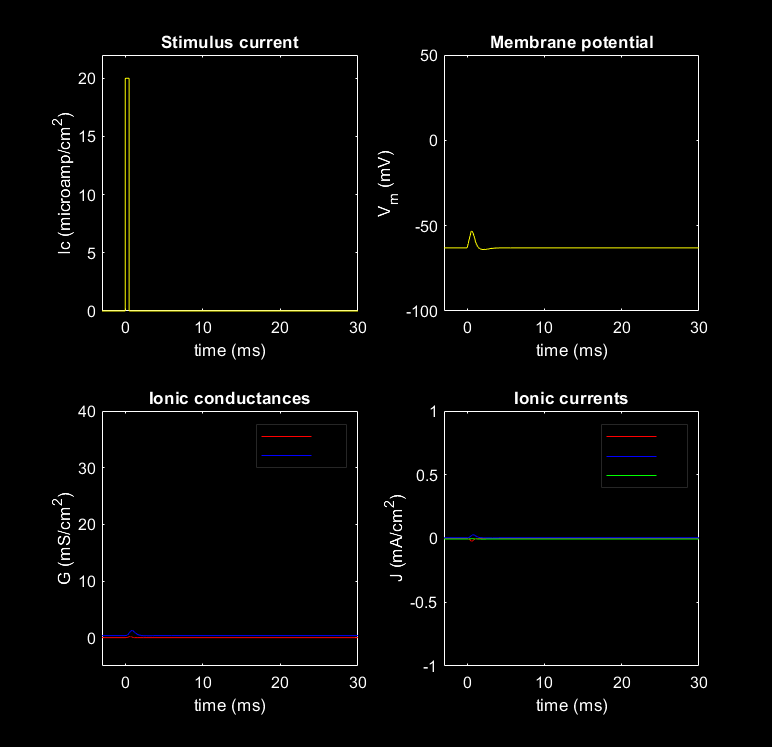 Stimulus current
Ic (microamp/cm2)
20
15
10
5
0
0 10 20 30
time (ms)
Membrane potential
Vm (mV)
50
0
-50
-100
0 10 20 30
time (ms)
Ionic conductances
G (mS/cm2)
40
30
20
10
0
0 10 20 30
time (ms)
Ionic currents
J (mA/cm2)
1
0.5
0
-0.5
-1
0 10 20 30
time (ms)